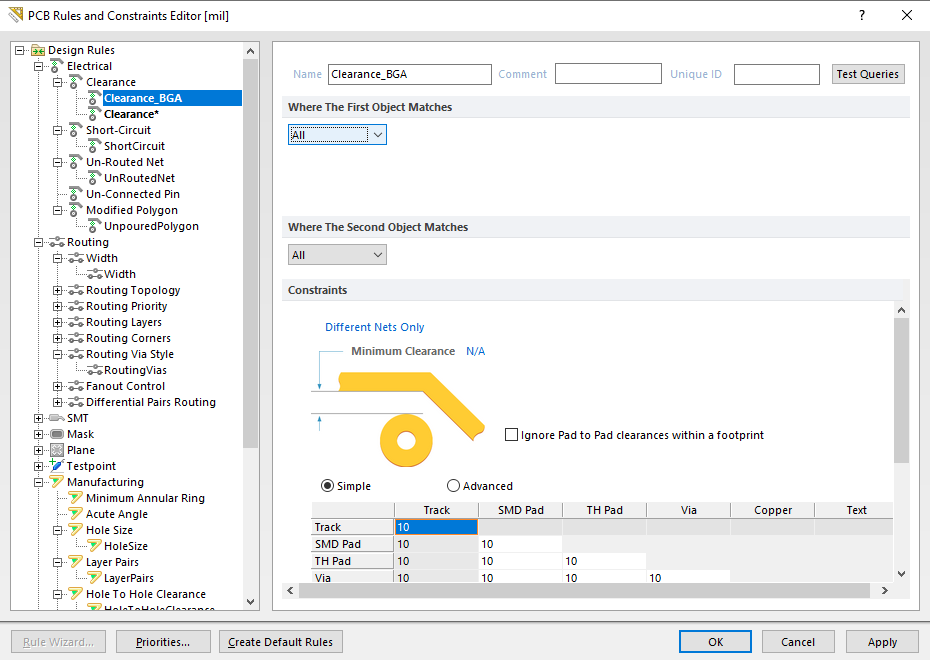 PCB Rules and Constraints Editor [mil]
?
Design Rules
Electrical
Clearance
Clearance_BGA
Clearance*
Short-Circuit
ShortCircuit
Un-Routed Net
UnRoutedNet
Un-Connected Pin
Modified Polygon
UnpouredPolygon
Routing
Width
Width
Routing Topology
Routing Priority
Routing Layers
Routing Corners
Routing Via Style
RoutingVias
Fanout Control
Differential Pairs Routing
SMT
Mask
Plane
Testpoint
Manufacturing
Minimum Annular Ring
Acute Angle
Hole Size
HoleSize
Layer Pairs
LayerPairs
Hole To Hole Clearance
HoleToHoleClearance
Name Clearance_BGA Comment Unique ID Test Queries
Where The First Object Matches
All
Where The Second Object Matches
All
Constraints
Different Nets Only
Minimum Clearance N/A
Ignore Pad to Pad clearances within a footprint
Simple Advanced
Track SMD Pad TH Pad Via Copper Text
Track 10
SMD Pad 10 10
TH Pad 10 10 10
Via 10 10 10 10
Rule Wizard... Priorities... Create Default Rules OK Cancel Apply